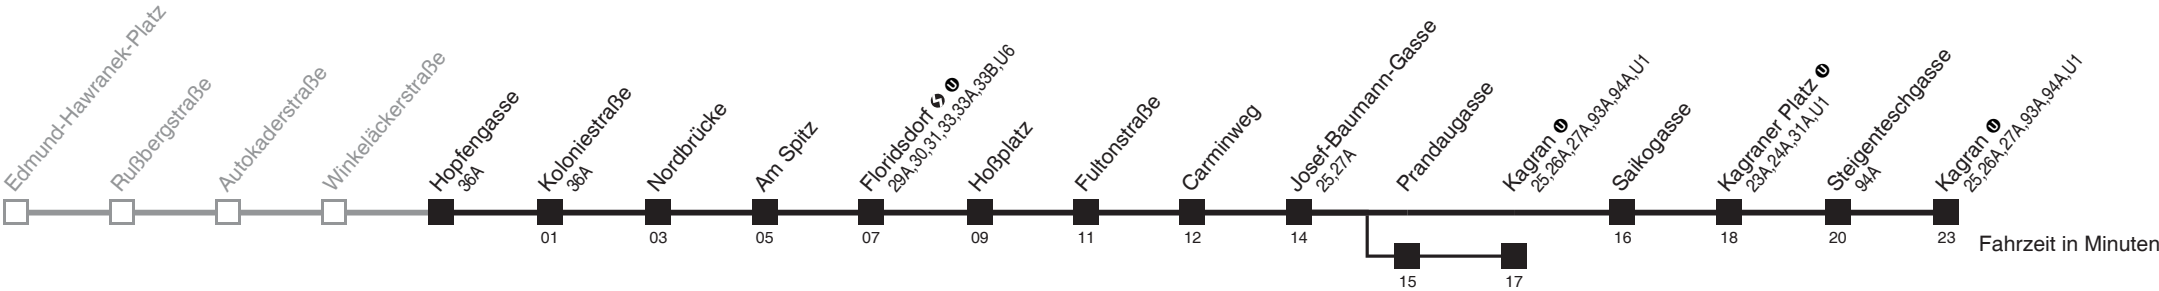 Edmund-Hawranek-Platz
Rußbergstraße
Autokaderstraße
Winkeläckerstraße
Hopfengasse
36A
Koloniestraße
36A
Nordbrücke
Am Spitz
Floridsdorf S U
29A,30,31,33,33A,33B,U6
Hoßplatz
Fultonstraße
Carminweg
Josef-Baumann-Gasse
25,27A
Prandaugasse
Kagran U
25,26A,27A,93A,94A,U1
Saikogasse
Kagraner Platz U
23A,24A,31A,U1
Steigenteschgasse
94A
Kagran U
25,26A,27A,93A,94A,U1
01 03 05 07 09 11 12 14 16 18 20 23 Fahrzeit in Minuten
15 17